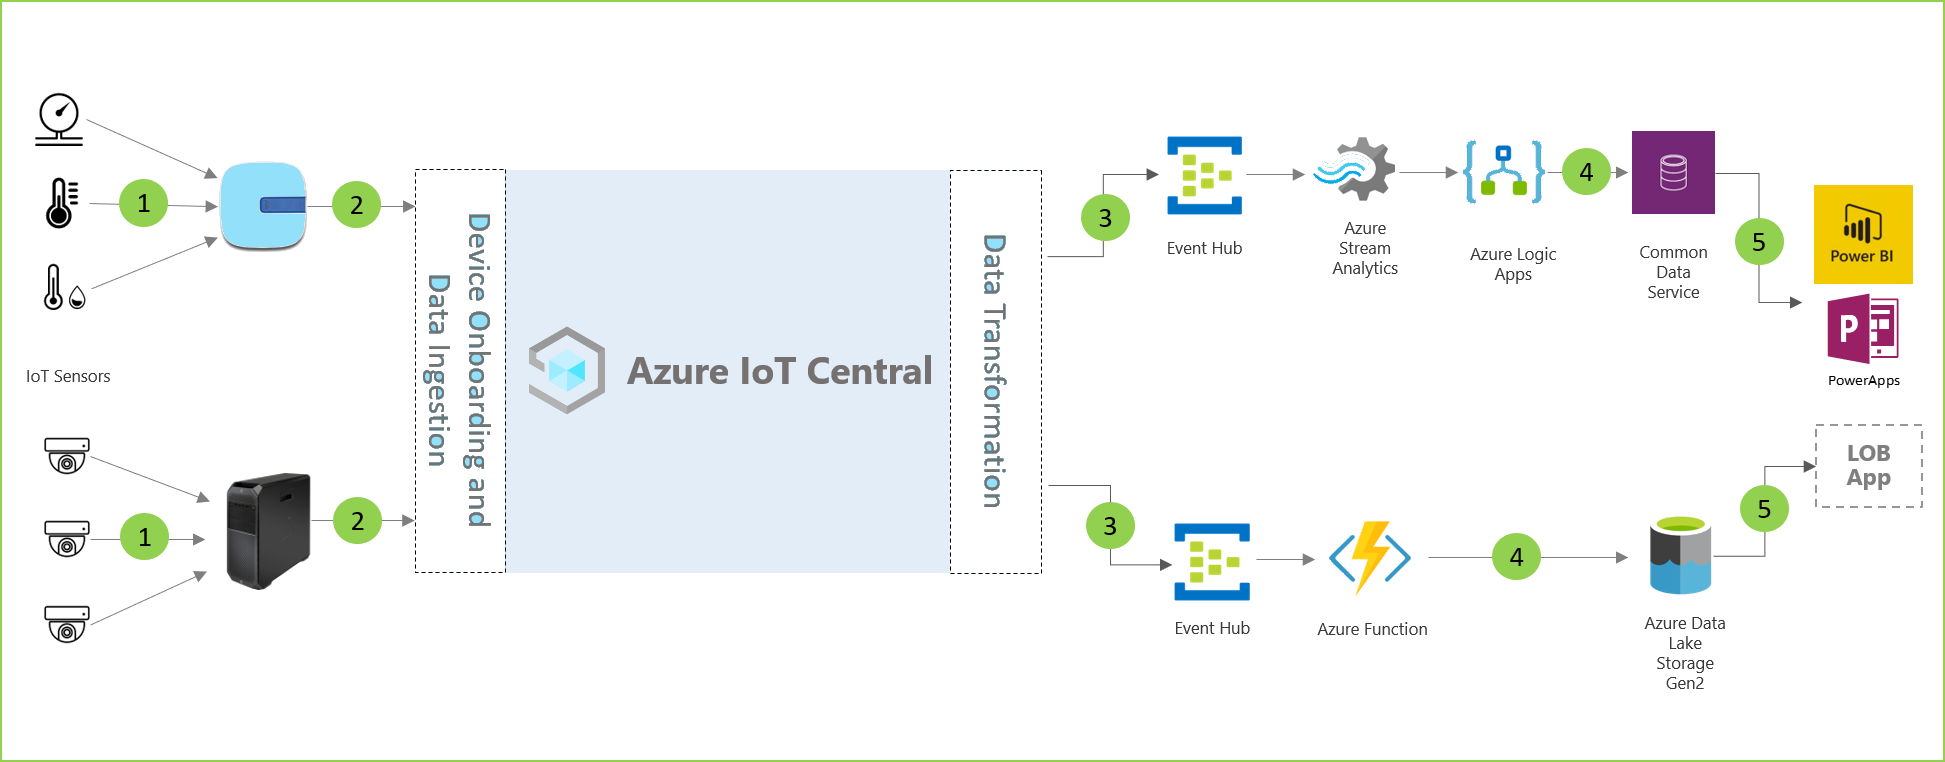 1
IoT Sensors
1
2
2
Device Onboarding and
Data Ingestion
Azure IoT Central
Data Transformation
3
Event Hub
Azure
Stream
Analytics
Azure Logic
Apps
4
Common
Data
Service
5
Power BI
P
PowerApps
3
Event Hub
Azure Function
4
Azure Data
Lake
Storage
Gen2
5
LOB
App